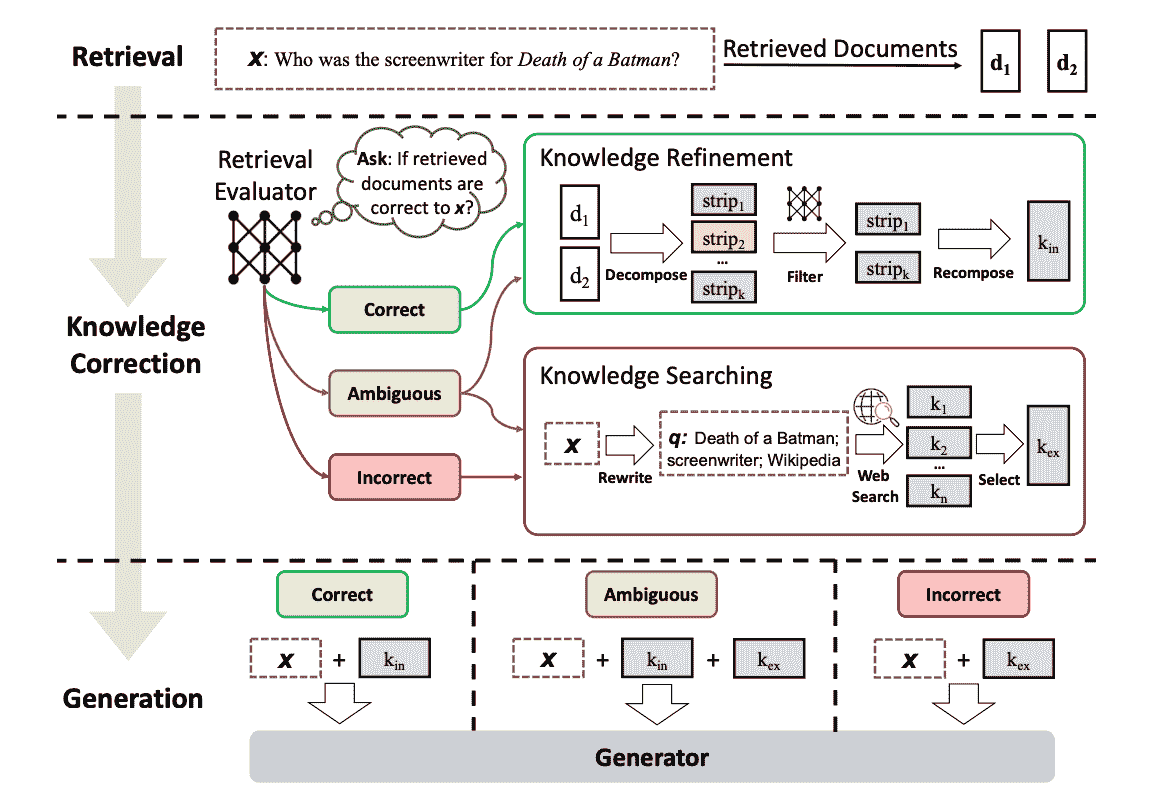 Retrieval
x: Who was the screenwriter for Death of a Batman?
Retrieved Documents
d1
d2
Retrieval
Evaluator
Ask: If retrieved
documents are
correct to x?
Knowledge
Correction
Correct
Ambiguous
Incorrect
Knowledge Refinement
d1
d2
Decompose
strip1
strip2
...
stripk
Filter
strip1
stripk
Recompose
kin
Knowledge Searching
x
Rewrite
q: Death of a Batman;
screenwriter; Wikipedia
Web
Search
k1
k2
...
kn
Select
kex
Generation
Correct
x + kin
Ambiguous
x + kin + kex
Incorrect
x + kex
Generator